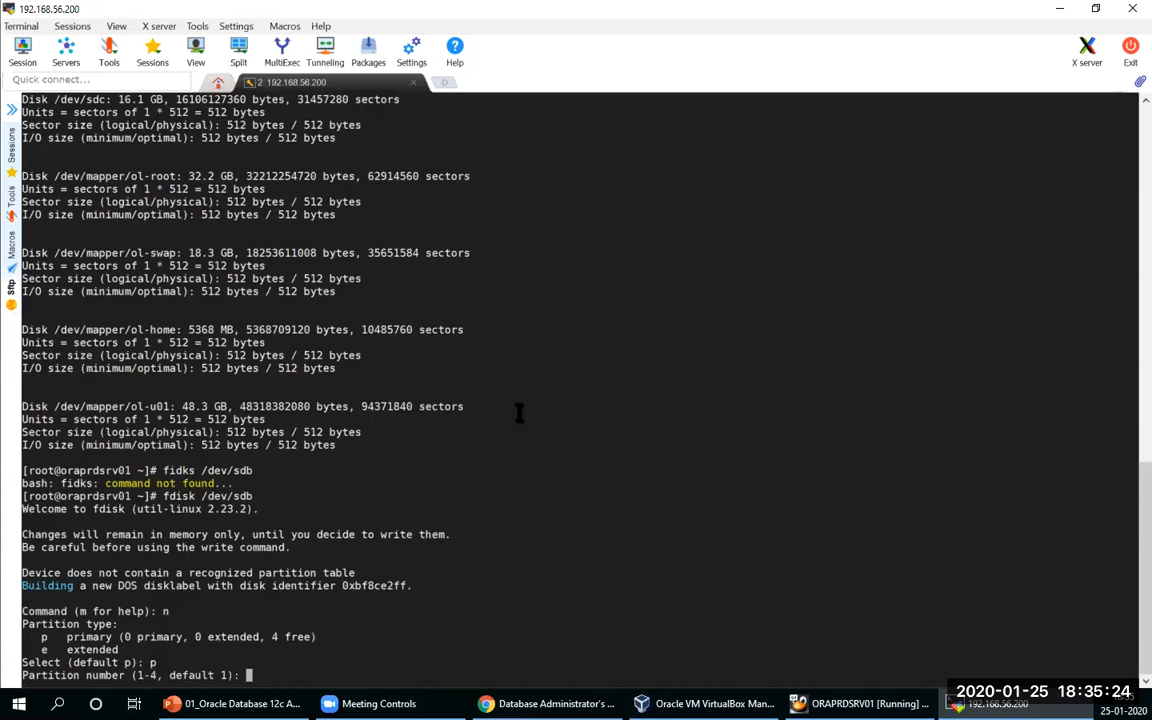 192.168.56.200
Terminal Sessions View X server Tools Settings Macros Help
Session Servers Tools Sessions View Split MultiExec Tunneling Packages Settings Help X server Exit
Quick connect...
2. 192.168.56.200
Sessions
Tools
Macros
Sftp
Disk /dev/sdc: 16.1 GB, 16106127360 bytes, 31457280 sectors
Units = sectors of 1 * 512 = 512 bytes
Sector size (logical/physical): 512 bytes / 512 bytes
I/O size (minimum/optimal): 512 bytes / 512 bytes
Disk /dev/mapper/ol-root: 32.2 GB, 32212254720 bytes, 62914560 sectors
Units = sectors of 1 * 512 = 512 bytes
Sector size (logical/physical): 512 bytes / 512 bytes
I/O size (minimum/optimal): 512 bytes / 512 bytes
Disk /dev/mapper/ol-swap: 18.3 GB, 18253611008 bytes, 35651584 sectors
Units = sectors of 1 * 512 = 512 bytes
Sector size (logical/physical): 512 bytes / 512 bytes
I/O size (minimum/optimal): 512 bytes / 512 bytes
Disk /dev/mapper/ol-home: 5368 MB, 5368709120 bytes, 10485760 sectors
Units = sectors of 1 * 512 = 512 bytes
Sector size (logical/physical): 512 bytes / 512 bytes
I/O size (minimum/optimal): 512 bytes / 512 bytes
Disk /dev/mapper/ol-u01: 48.3 GB, 48318382080 bytes, 94371840 sectors
Units = sectors of 1 * 512 = 512 bytes
Sector size (logical/physical): 512 bytes / 512 bytes
I/O size (minimum/optimal): 512 bytes / 512 bytes
[root@oraprdsrv01 ~]# fidks /dev/sdb
bash: fidks: command not found...
[root@oraprdsrv01 ~]# fdisk /dev/sdb
Welcome to fdisk (util-linux 2.23.2).
Changes will remain in memory only, until you decide to write them.
Be careful before using the write command.
Device does not contain a recognized partition table
Building a new DOS disklabel with disk identifier 0xbf8ce2ff.
Command (m for help): n
Partition type:
p primary (0 primary, 0 extended, 4 free)
e extended
Select (default p): p
Partition number (1-4, default 1):
01_Oracle Database 12c A... Meeting Controls Database Administrator's ... Oracle VM VirtualBox Man... ORAPRDSRV01 [Running] ... 192.168.56.200
2020-01-25 18:35:24
25-01-2020